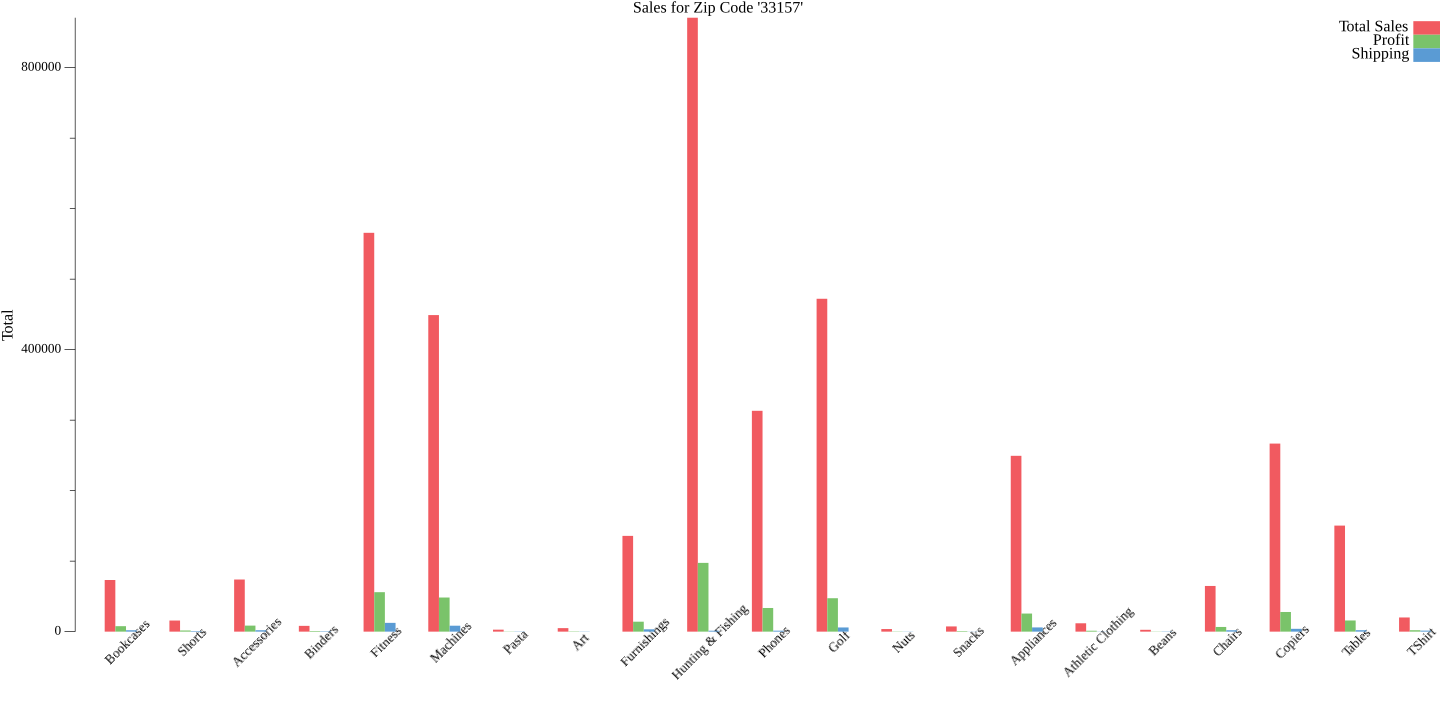 Sales for Zip Code '33157'
Total Sales
Profit
Shipping
Total
800000
400000
0
Bookcases
Shorts
Accessories
Binders
Fitness
Machines
Pasta
Art
Furnishings
Hunting & Fishing
Phones
Golf
Nuts
Snacks
Appliances
Athletic Clothing
Beans
Chairs
Copiers
Tables
TShirt